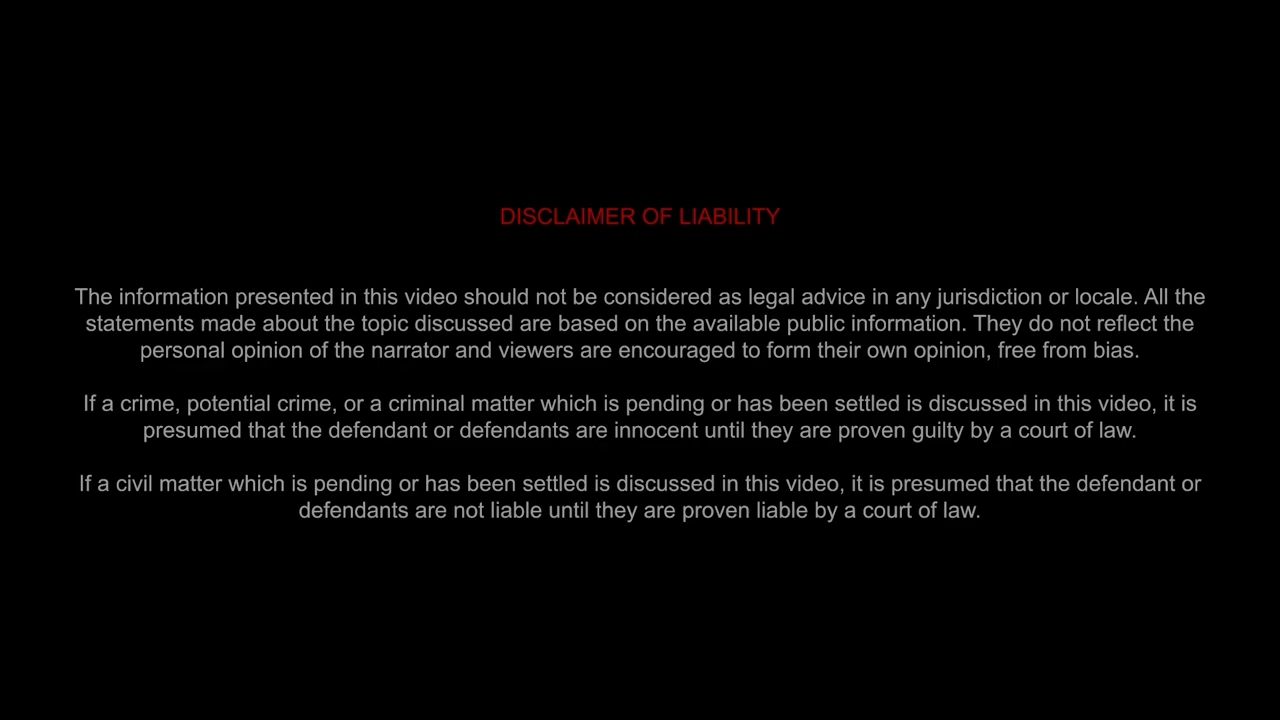 DISCLAIMER OF LIABILITY
The information presented in this video should not be considered as legal advice in any jurisdiction or locale. All the
statements made about the topic discussed are based on the available public information. They do not reflect the
personal opinion of the narrator and viewers are encouraged to form their own opinion, free from bias.
If a crime, potential crime, or a criminal matter which is pending or has been settled is discussed in this video, it is
presumed that the defendant or defendants are innocent until they are proven guilty by a court of law.
If a civil matter which is pending or has been settled is discussed in this video, it is presumed that the defendant or
defendants are not liable until they are proven liable by a court of law.